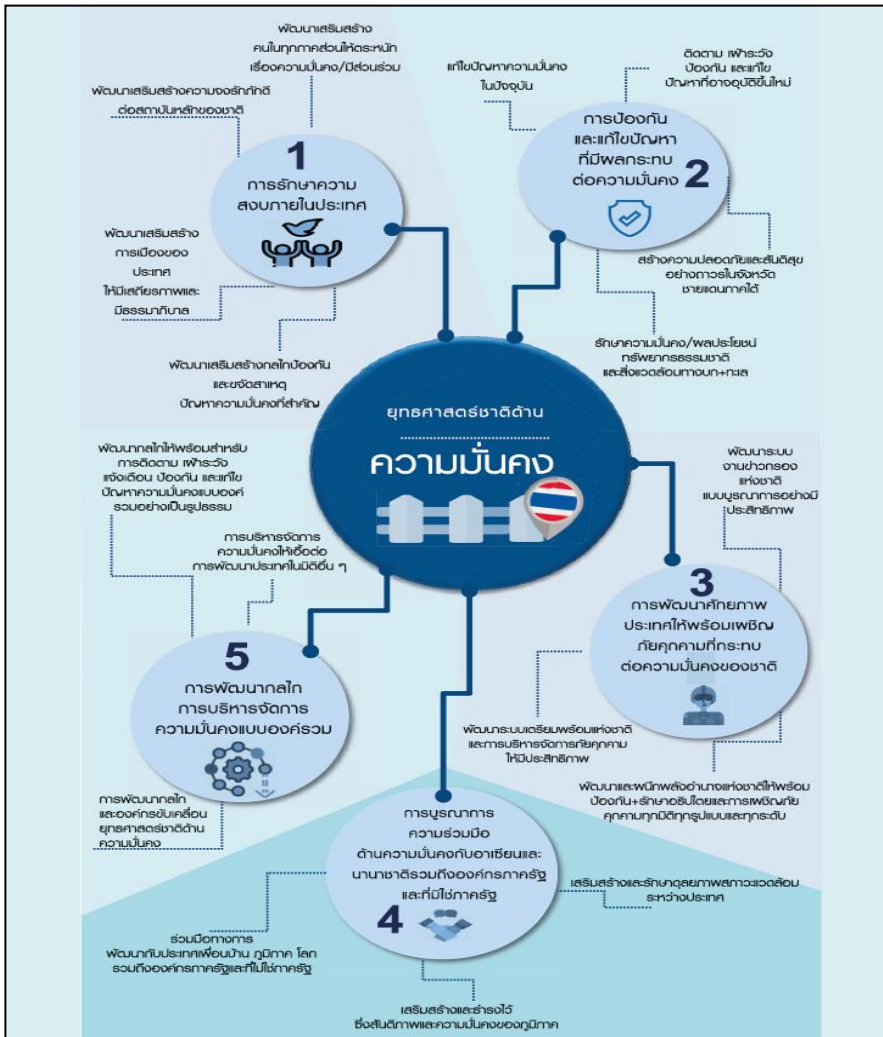 พัฒนาเสริมสร้าง
คนในทุกภาคส่วนให้ตระหนัก
เรื่องความมั่นคง/มีส่วนร่วม
พัฒนาเสริมสร้างความจงรักภักดี
ต่อสถาบันหลักของชาติ
1
การรักษาความ
สงบภายในประเทศ
พัฒนาเสริมสร้าง
การเมืองของ
ประเทศ
ให้มีเสถียรภาพและ
มีธรรมาภิบาล
พัฒนาเสริมสร้างกลไกป้องกัน
และขจัดสาเหตุ
ปัญหาความมั่นคงที่สำคัญ
แก้ไขปัญหาความมั่นคง
ในปัจจุบัน
ติดตาม เฝ้าระวัง
ป้องกัน และแก้ไข
ปัญหาที่อาจอุบัติขึ้นใหม่
การป้องกัน
และแก้ไขปัญหา
ที่มีผลกระทบ
ต่อความมั่นคง 2
สร้างความปลอดภัยและสันติสุข
อย่างถาวรในจังหวัด
ชายแดนภาคใต้
รักษาความมั่นคง/ผลประโยชน์
ทรัพยากรธรรมชาติ
และสิ่งแวดล้อมทางบก+ทะเล
ยุทธศาสตร์ชาติด้าน
ความมั่นคง
พัฒนาระบบ
งานข่าวกรอง
แห่งชาติ
แบบบูรณาการอย่างมี
ประสิทธิภาพ
3
การพัฒนาศักยภาพ
ประเทศให้พร้อมเผชิญ
ภัยคุกคามที่กระทบ
ต่อความมั่นคงของชาติ
พัฒนาระบบเตรียมพร้อมแห่งชาติ
และการบริหารจัดการภัยคุกคาม
ให้มีประสิทธิภาพ
พัฒนาและผนึกพลังอำนาจแห่งชาติให้พร้อม
ป้องกัน+รักษาอธิปไตยและการเผชิญภัย
คุกคามทุกมิติทุกรูปแบบและทุกระดับ
พัฒนากลไกให้พร้อมสำหรับ
การติดตาม เฝ้าระวัง
แจ้งเตือน ป้องกัน และแก้ไข
ปัญหาความมั่นคงแบบองค์
รวมอย่างเป็นรูปธรรม
การบริหารจัดการ
ความมั่นคงให้เอื้อต่อ
การพัฒนาประเทศในมิติอื่น ๆ
5
การพัฒนากลไก
การบริหารจัดการ
ความมั่นคงแบบองค์รวม
การพัฒนากลไก
และองค์กรขับเคลื่อน
ยุทธศาสตร์ชาติด้าน
ความมั่นคง
การบูรณาการ
ความร่วมมือ
ด้านความมั่นคงกับอาเซียนและ
นานาชาติรวมถึงองค์กรภาครัฐ
และที่มิใช่ภาครัฐ
4
เสริมสร้างและรักษาดุลยภาพสภาวะแวดล้อม
ระหว่างประเทศ
ร่วมมือทางการ
พัฒนากับประเทศเพื่อนบ้าน ภูมิภาค โลก
รวมถึงองค์กรภาครัฐและที่ไม่ใช่ภาครัฐ
เสริมสร้างและธำรงไว้
ซึ่งสันติภาพและความมั่นคงของภูมิภาค